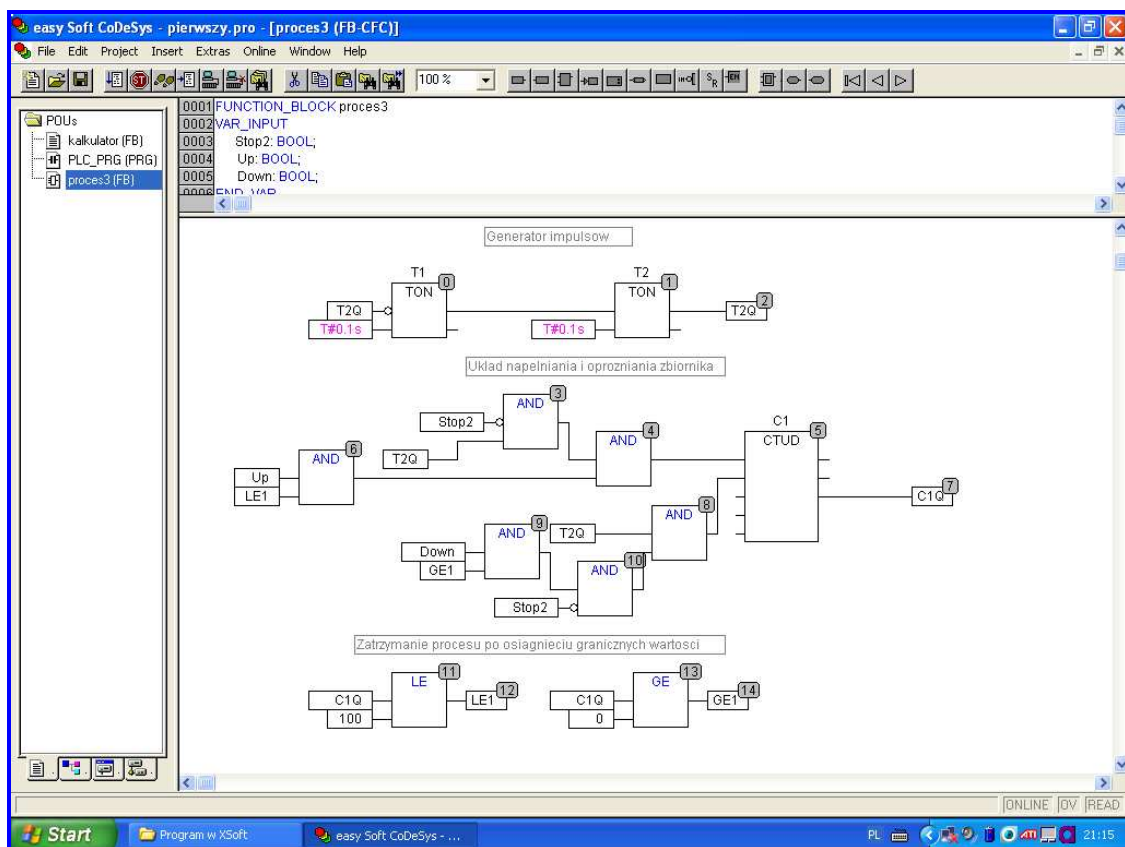 easy Soft CoDeSys - pierwszy.pro - [proces3 (FB-CFC)]
File Edit Project Insert Extras Online Window Help
100 %
POUs
kalkulator (FB)
PLC_PRG (PRG)
proces3 (FB)
0001 FUNCTION_BLOCK proces3
0002 VAR_INPUT
0003 Stop2: BOOL;
0004 Up: BOOL;
0005 Down: BOOL;
0006 END_VAR
Generator impulsow
T1 T2
0 1
TON TON
2
T2Q T2Q
T#0.1s T#0.1s
Uklad napelniania i oprozniania zbiornika
3
AND
Stop2
C1
4 5
AND CTUD
6
AND
T2Q
Up
LE1
7
C1Q
8
AND
9
AND T2Q
Down
10
GE1 AND
Stop2
Zatrzymanie procesu po osiagnieciu granicznych wartosci
11 13
LE GE
12 14
C1Q LE1 C1Q GE1
100 0
ONLINE OV READ
Start Program w XSoft easy Soft CoDeSys - ... PL ATI 21:15